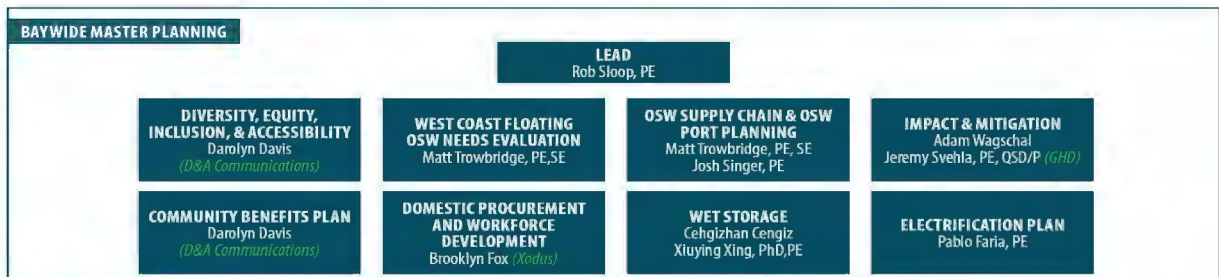 BAYWIDE MASTER PLANNING
LEAD
Rob Sloop, PE
DIVERSITY, EQUITY,
INCLUSION, & ACCESSIBILITY
Darolyn Davis
(D&A Communications)
WEST COAST FLOATING
OSW NEEDS EVALUATION
Matt Trowbridge, PE,SE
OSW SUPPLY CHAIN & OSW
PORT PLANNING
Matt Trowbridge, PE, SE
Josh Singer, PE
IMPACT & MITIGATION
Adam Wagschal
Jeremy Svehla, PE, QSD/P (GHD)
COMMUNITY BENEFITS PLAN
Darolyn Davis
(D&A Communications)
DOMESTIC PROCUREMENT
AND WORKFORCE
DEVELOPMENT
Brooklyn Fox (Xodus)
WET STORAGE
Cehgizhan Cengiz
Xiuying Xing, PhD,PE
ELECTRIFICATION PLAN
Pablo Faria, PE